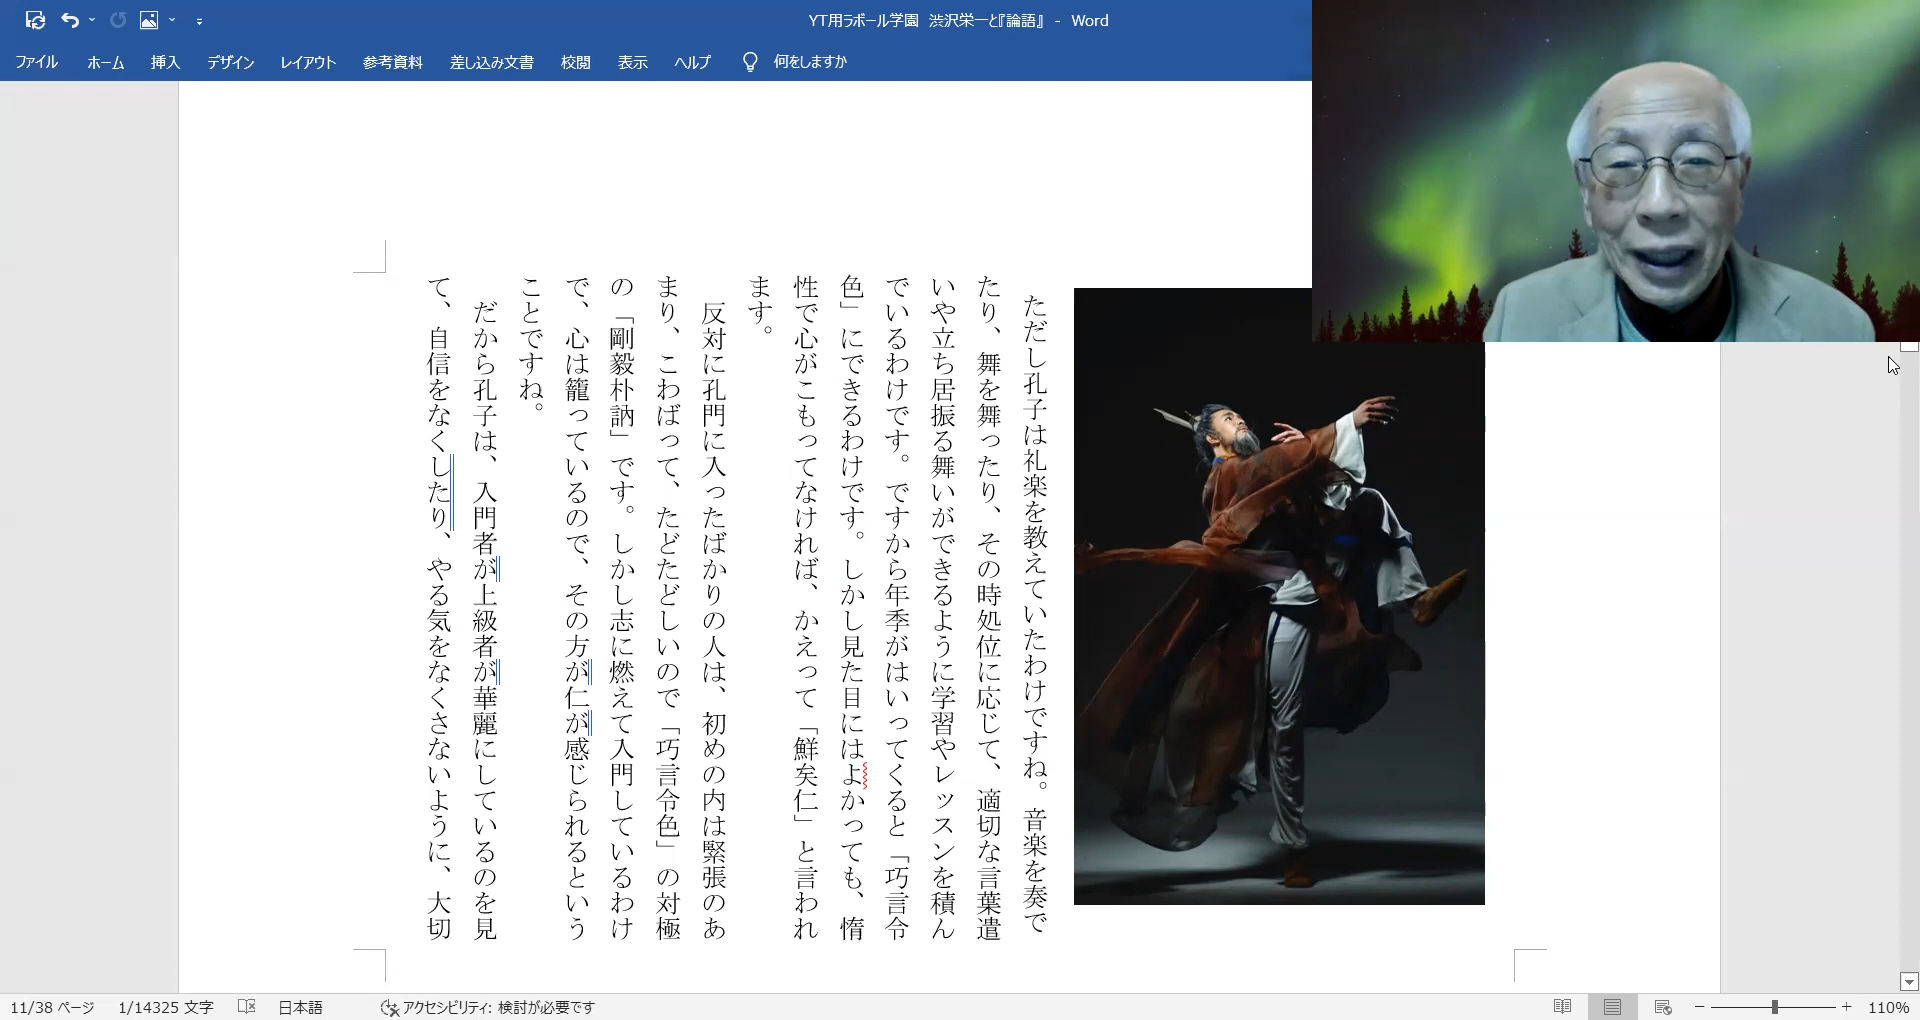 YT用ラボール学園　渋沢栄一と『論語』 - Word
ファイル ホーム 挿入 デザイン レイアウト 参考資料 差し込み文書 校閲 表示 ヘルプ 何をしますか
ただし孔子は礼楽を教えていたわけですね。音楽を奏で
たり、舞を舞ったり、その時処位に応じて、適切な言葉遣
いや立ち居振る舞いができるように学習やレッスンを積ん
でいるわけです。ですから年季がはいってくると「巧言令
色」にできるわけです。しかし見た目にはよかっても、惰
性で心がこもってなければ、かえって「鮮矣仁」と言われ
ます。
反対に孔門に入ったばかりの人は、初めの内は緊張のあ
まり、こわばって、たどたどしいので「巧言令色」の対極
の「剛毅朴訥」です。しかし志に燃えて入門しているわけ
で、心は籠っているので、その方が仁が感じられるという
ことですね。
だから孔子は、入門者が上級者が華麗にしているのを見
て、自信をなくしたり、やる気をなくさないように、大切
11/38 ページ 1/14325 文字 日本語 アクセシビリティ: 検討が必要です 110%